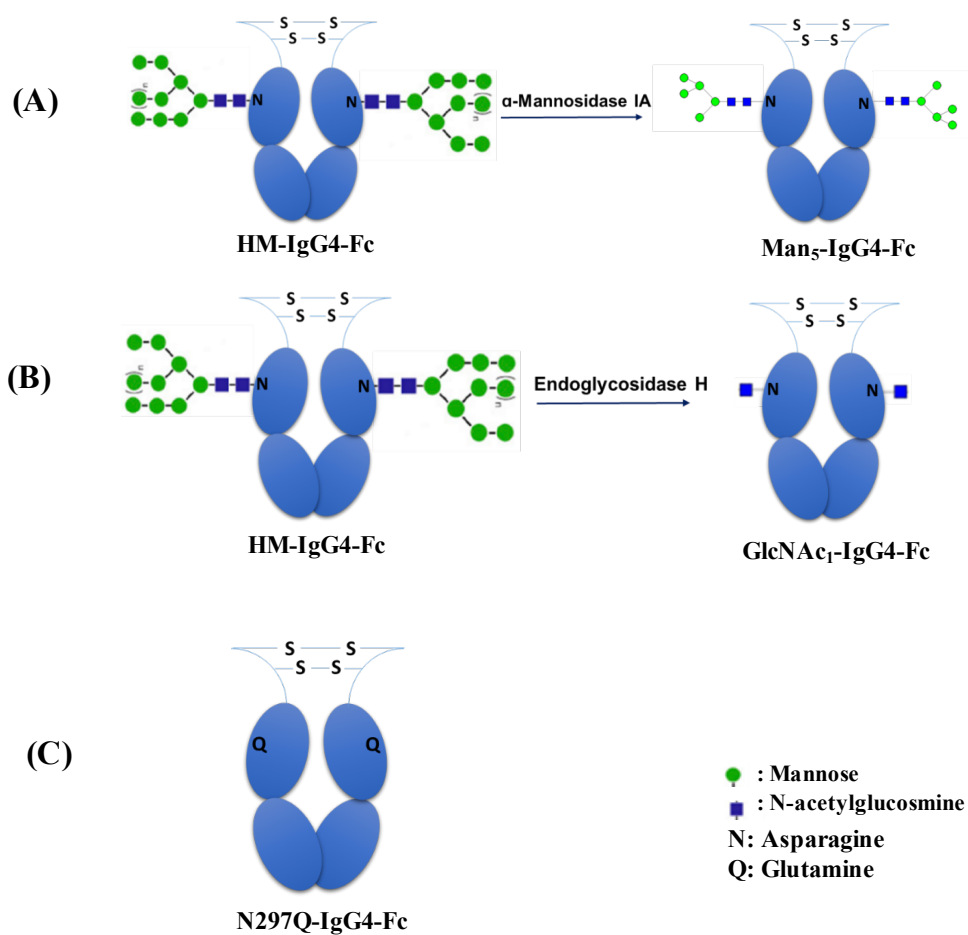 S S
S S
S S
S S
(A)
( )n
N
N
( )n
α-Mannosidase IA
N
N
HM-IgG4-Fc
Man₅-IgG4-Fc
S S
S S
S S
S S
(B)
( )n
N
N
( )n
Endoglycosidase H
N
N
HM-IgG4-Fc
GlcNAc₁-IgG4-Fc
S S
S S
(C)
Q
Q
: Mannose
: N-acetylglucosmine
N: Asparagine
Q: Glutamine
N297Q-IgG4-Fc